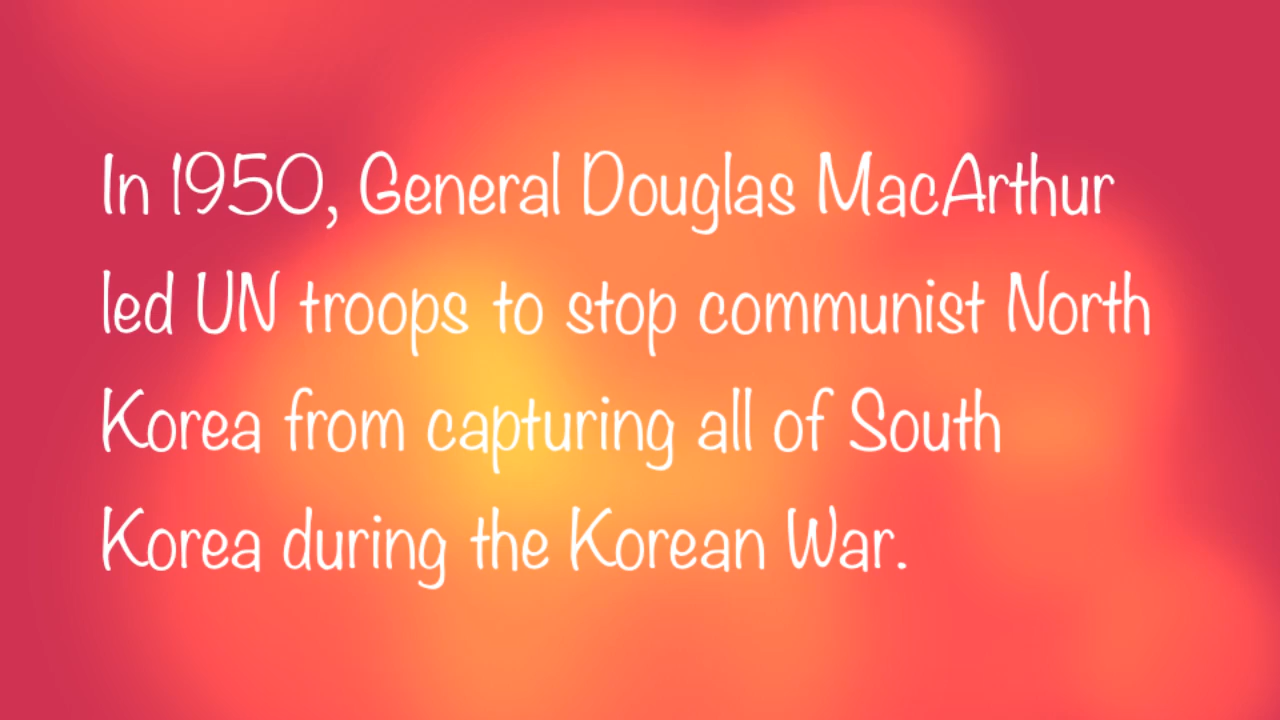 In 1950, General Douglas MacArthur
led UN troops to stop communist North
Korea from capturing all of South
Korea during the Korean War.